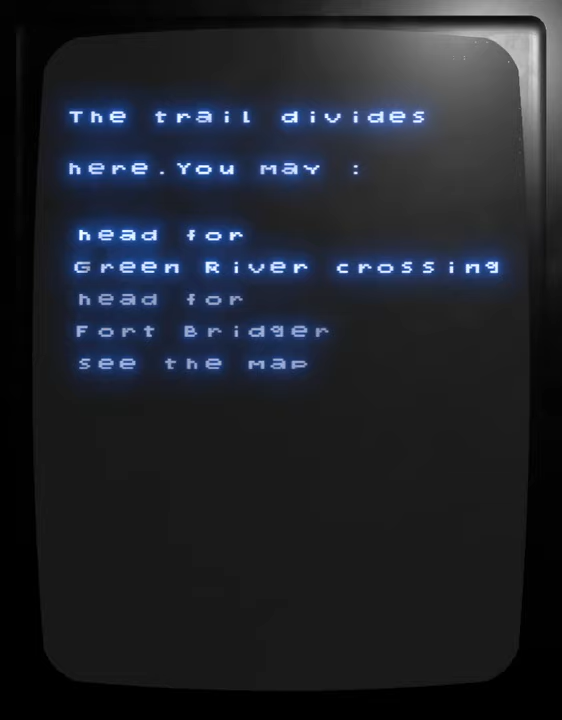 The trail divides
here.You may :
head for
Green River crossing
head for
Fort Bridger
see the map